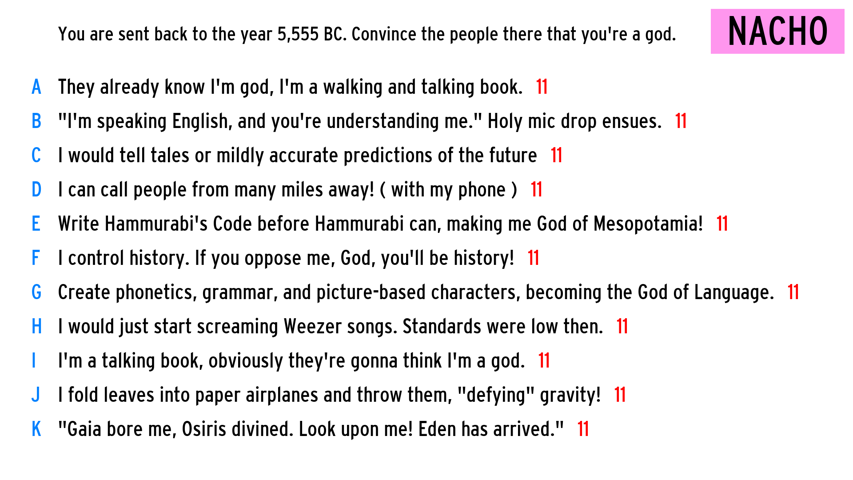 You are sent back to the year 5,555 BC. Convince the people there that you're a god.
NACHO
A They already know I'm god, I'm a walking and talking book. 11
B "I'm speaking English, and you're understanding me." Holy mic drop ensues. 11
C I would tell tales or mildly accurate predictions of the future 11
D I can call people from many miles away! ( with my phone ) 11
E Write Hammurabi's Code before Hammurabi can, making me God of Mesopotamia! 11
F I control history. If you oppose me, God, you'll be history! 11
G Create phonetics, grammar, and picture-based characters, becoming the God of Language. 11
H I would just start screaming Weezer songs. Standards were low then. 11
I I'm a talking book, obviously they're gonna think I'm a god. 11
J I fold leaves into paper airplanes and throw them, "defying" gravity! 11
K "Gaia bore me, Osiris divined. Look upon me! Eden has arrived." 11